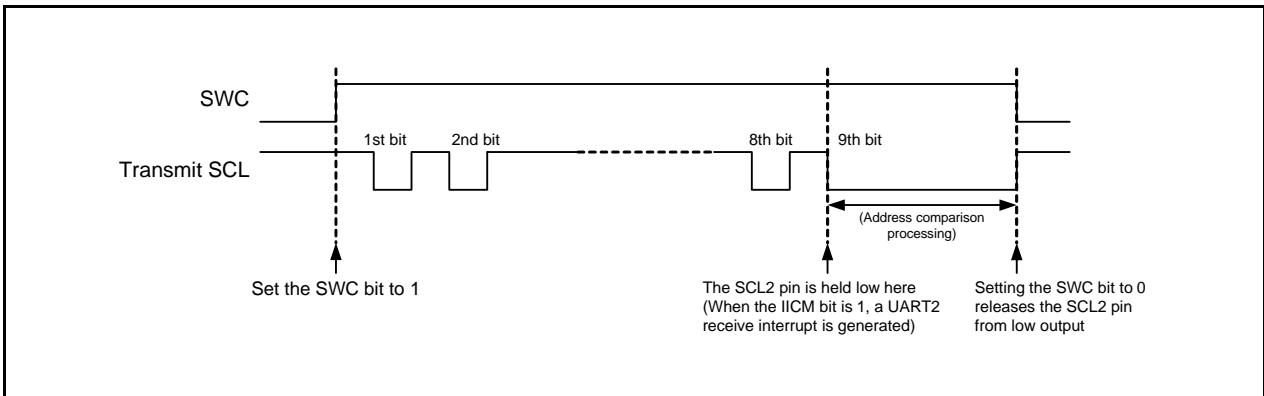 SWC
1st bit
2nd bit
8th bit
9th bit
Transmit SCL
(Address comparison
processing)
Set the SWC bit to 1
The SCL2 pin is held low here
(When the IICM bit is 1, a UART2
receive interrupt is generated)
Setting the SWC bit to 0
releases the SCL2 pin
from low output